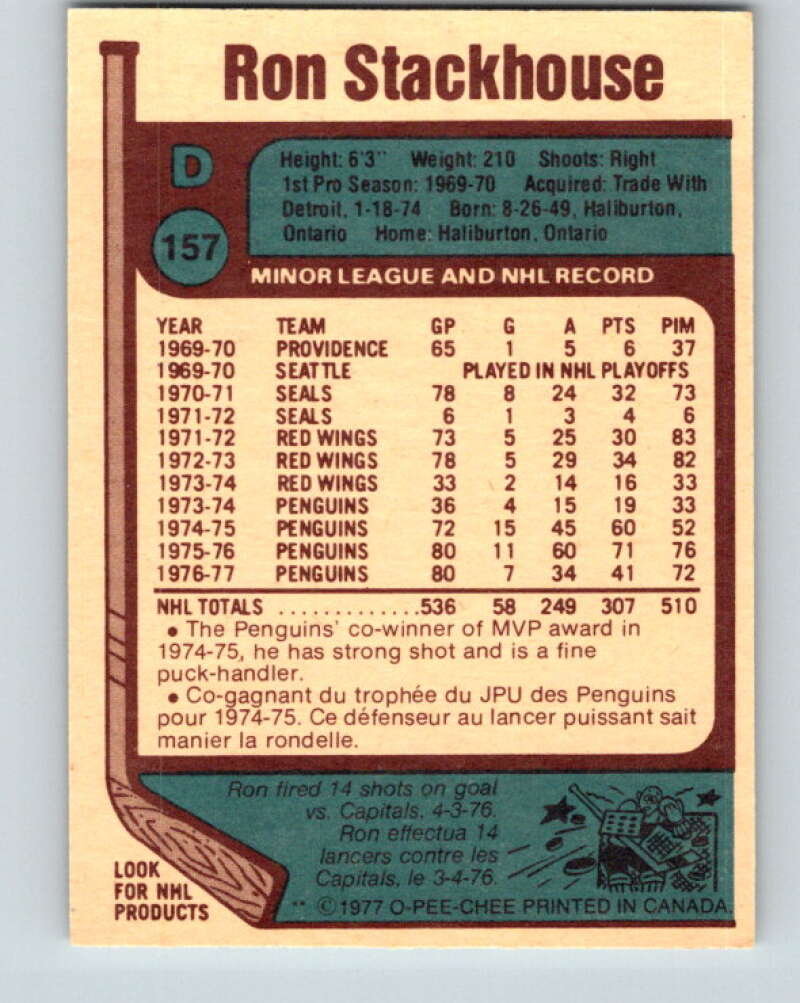 Ron Stackhouse
D
157
Height: 6'3" Weight: 210 Shoots: Right
1st Pro Season: 1969-70 Acquired: Trade With
Detroit, 1-18-74 Born: 8-26-49, Haliburton,
Ontario Home: Haliburton, Ontario
MINOR LEAGUE AND NHL RECORD
YEAR TEAM GP G A PTS PIM
1969-70 PROVIDENCE 65 1 5 6 37
1969-70 SEATTLE PLAYED IN NHL PLAYOFFS
1970-71 SEALS 78 8 24 32 73
1971-72 SEALS 6 1 3 4 6
1971-72 RED WINGS 73 5 25 30 83
1972-73 RED WINGS 78 5 29 34 82
1973-74 RED WINGS 33 2 14 16 33
1973-74 PENGUINS 36 4 15 19 33
1974-75 PENGUINS 72 15 45 60 52
1975-76 PENGUINS 80 11 60 71 76
1976-77 PENGUINS 80 7 34 41 72
NHL TOTALS .............536 58 249 307 510
• The Penguins' co-winner of MVP award in
1974-75, he has strong shot and is a fine
puck-handler.
• Co-gagnant du trophée du JPU des Penguins
pour 1974-75. Ce défenseur au lancer puissant sait
manier la rondelle.
Ron fired 14 shots on goal
vs. Capitals, 4-3-76.
Ron effectua 14
lancers contre les
Capitals, le 3-4-76.
LOOK
FOR NHL
PRODUCTS
** ©1977 O-PEE-CHEE PRINTED IN CANADA.